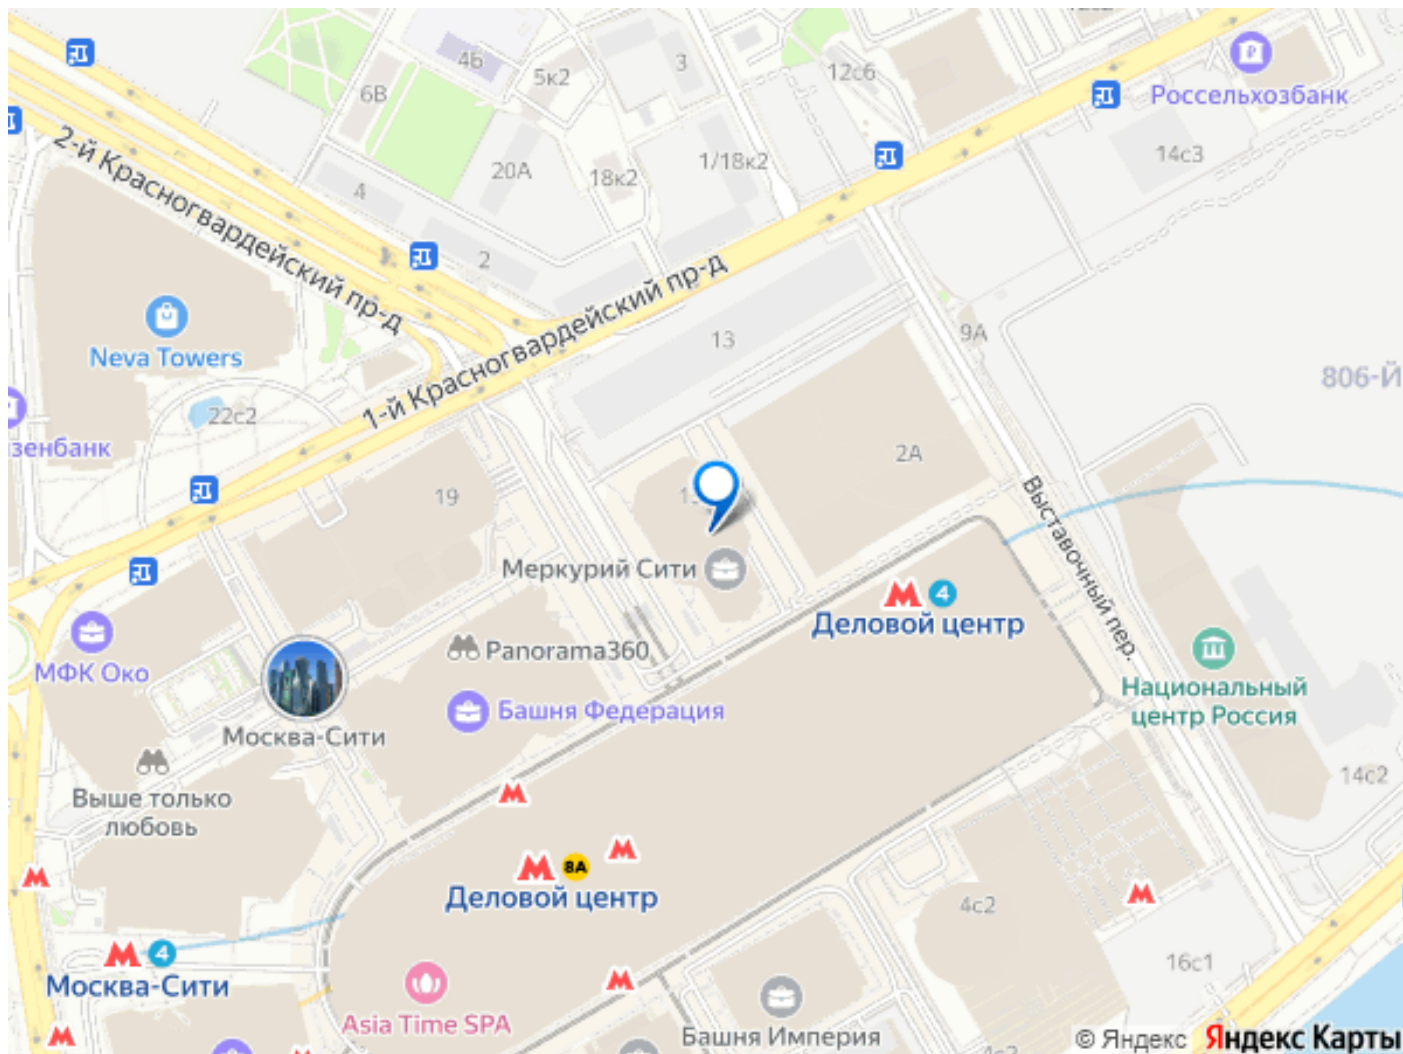 12с2
4Б
3
5к2
12с6
6В
Россельхозбанк
2-й Красногвардейский пр-д
14с3
1/18к2
20А
18к2
4
2
1-й Красногвардейский пр-д
9А
13
Neva Towers
806-Й
22с2
зенбанк
2А
19
Выставочный пер.
Меркурий Сити
4
Деловой центр
Panorama360
МФК Око
Национальный
центр Россия
Башня Федерация
Москва-Сити
14с2
Выше только
любовь
8А
Деловой центр
4с2
4
Москва-Сити
16с1
Asia Time SPA
Башня Империя
4с2
© Яндекс Яндекс Карты